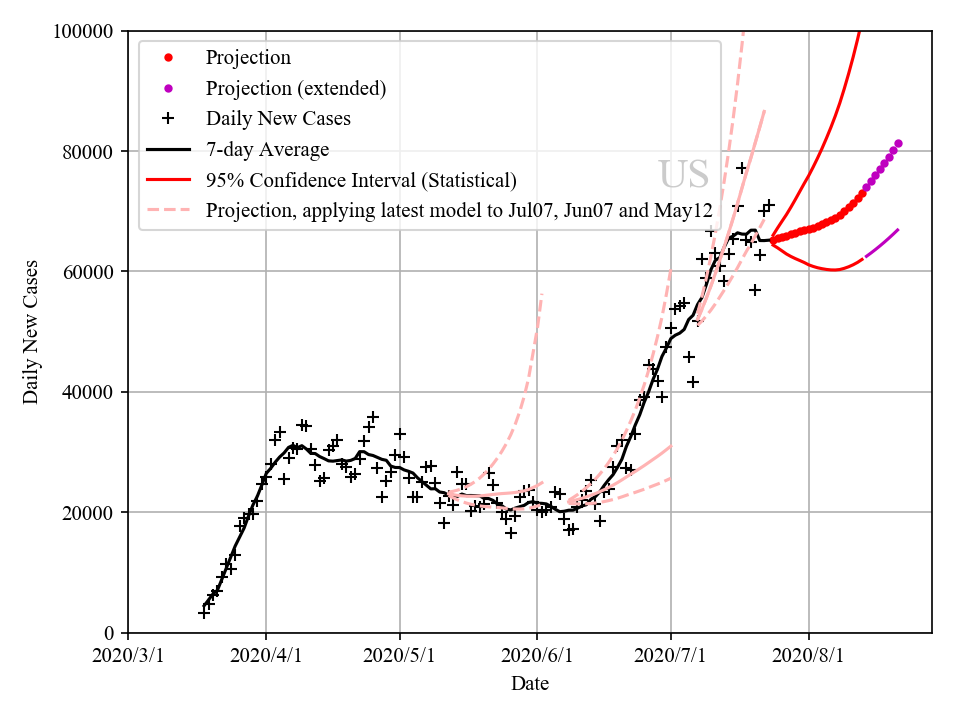 100000
80000
60000
40000
20000
0
Daily New Cases
Projection
Projection (extended)
Daily New Cases
7-day Average
95% Confidence Interval (Statistical)
Projection, applying latest model to Jul07, Jun07 and May12
US
2020/3/1 2020/4/1 2020/5/1 2020/6/1 2020/7/1 2020/8/1
Date